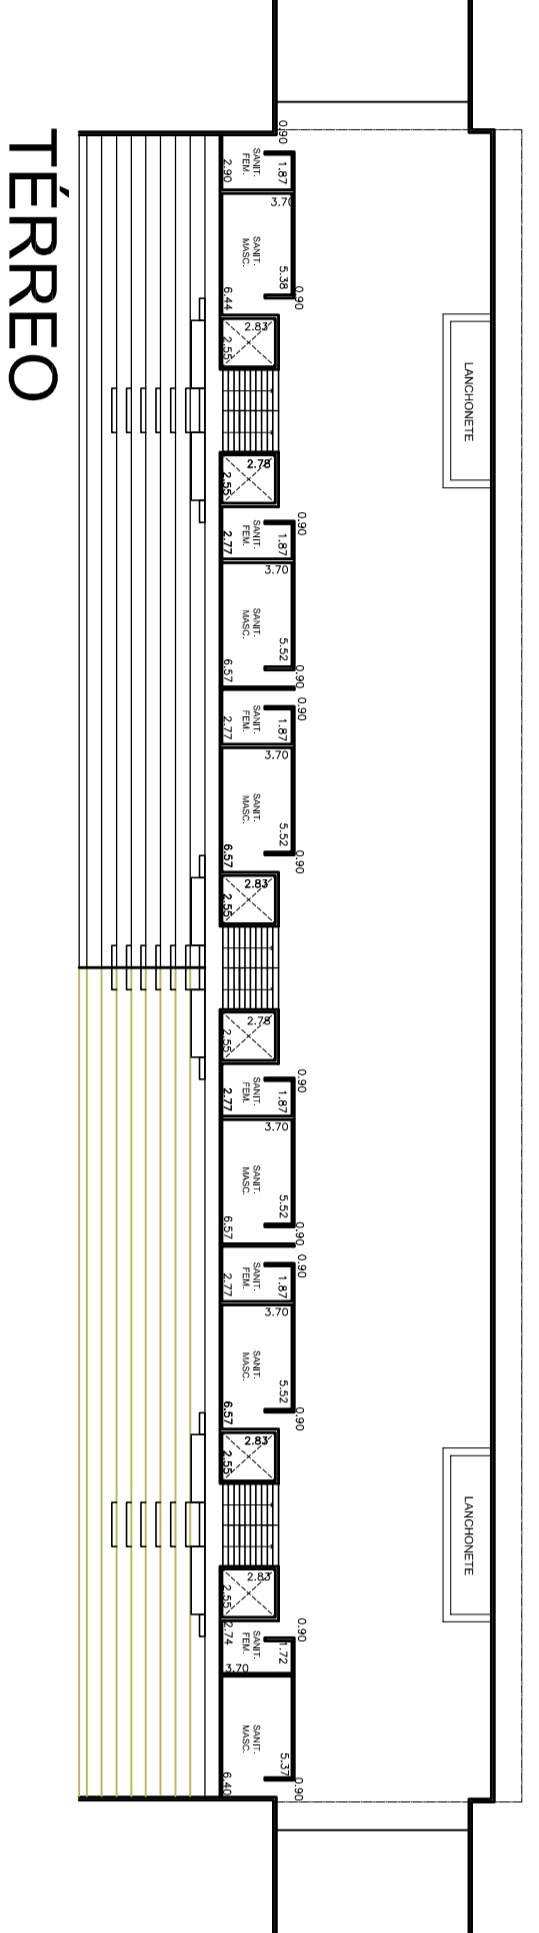 TÉRREO
LANCHONETE
LANCHONETE
0.90
1.87
SANIT.
FEM.
2.90
3.70
5.38
0.90
SANIT.
MASC.
6.44
2.83
2.55
2.78
2.55
0.90
1.87
SANIT.
FEM.
2.77
3.70
5.52
0.90
SANIT.
MASC.
6.57
0.90
1.87
SANIT.
FEM.
2.77
3.70
5.52
0.90
SANIT.
MASC.
6.57
2.83
2.55
2.78
2.55
0.90
1.87
SANIT.
FEM.
2.77
3.70
5.52
0.90
SANIT.
MASC.
6.57
0.90
1.87
SANIT.
FEM.
2.77
3.70
5.52
0.90
SANIT.
MASC.
6.57
2.83
2.55
2.83
2.55
0.90
1.72
SANIT.
FEM.
2.74
3.70
5.37
0.90
SANIT.
MASC.
6.40